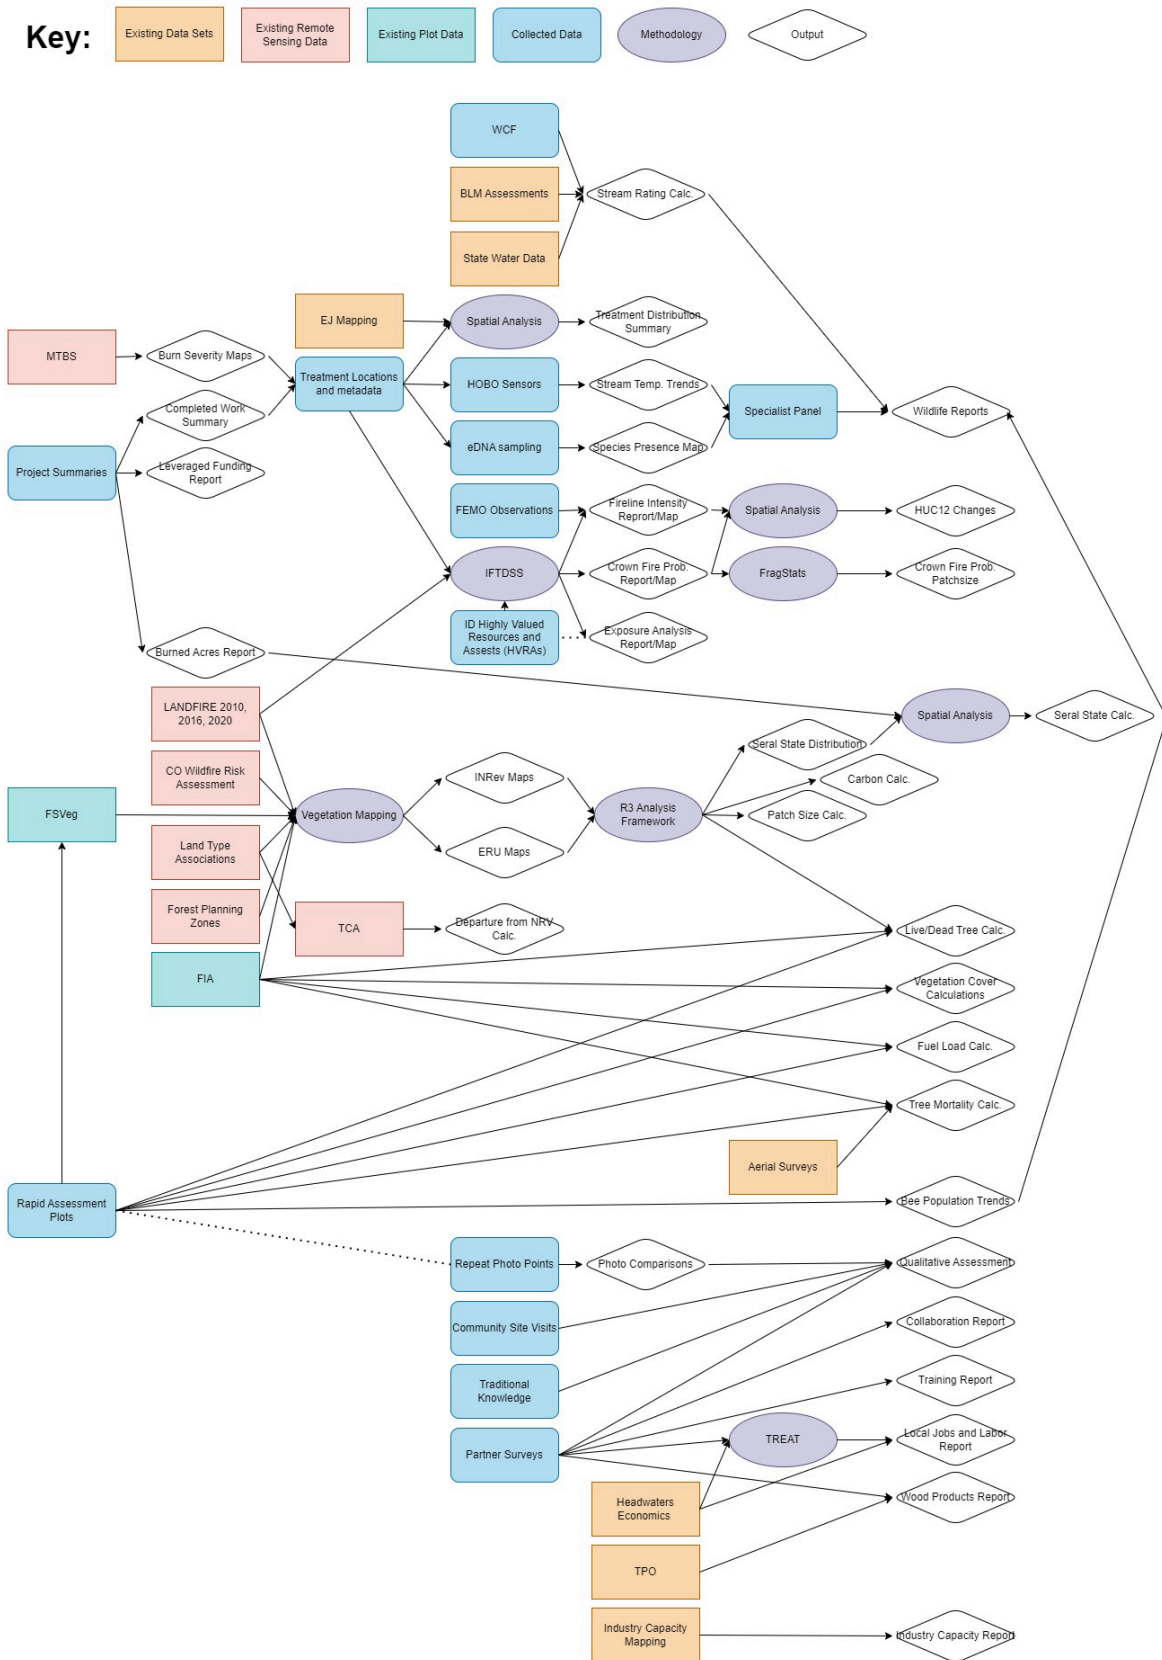 Key:
Existing Data Sets
Existing Remote
Sensing Data
Existing Plot Data
Collected Data
Methodology
Output
WCF
BLM Assessments
Stream Rating Calc.
State Water Data
EJ Mapping
Spatial Analysis
Treatment Distribution
Summary
MTBS
Burn Severity Maps
Treatment Locations
and metadata
HOBO Sensors
Stream Temp. Trends
Completed Work
Summary
Specialist Panel
Wildlife Reports
eDNA sampling
Species Presence Map
Project Summaries
Leveraged Funding
Report
FEMO Observations
Fireline Intensity
Reprort/Map
Spatial Analysis
HUC12 Changes
IFTDSS
Crown Fire Prob.
Report/Map
FragStats
Crown Fire Prob.
Patchsize
ID Highly Valued
Resources and
Assests (HVRAs)
Exposure Analysis
Report/Map
Burned Acres Report
LANDFIRE 2010,
2016, 2020
Spatial Analysis
Seral State Calc.
Seral State Distribution
CO Wildfire Risk
Assessment
INRev Maps
Carbon Calc.
FSVeg
Vegetation Mapping
R3 Analysis
Framework
Patch Size Calc.
Land Type
Associations
ERU Maps
Forest Planning
Zones
TCA
Departure from NRV
Calc.
Live/Dead Tree Calc.
FIA
Vegetation Cover
Calculations
Fuel Load Calc.
Tree Mortality Calc.
Aerial Surveys
Rapid Assessment
Plots
Bee Population Trends
Repeat Photo Points
Photo Comparisons
Qualitative Assessment
Community Site Visits
Collaboration Report
Traditional
Knowledge
Training Report
Partner Surveys
TREAT
Local Jobs and Labor
Report
Headwaters
Economics
Wood Products Report
TPO
Industry Capacity
Mapping
Industry Capacity Report